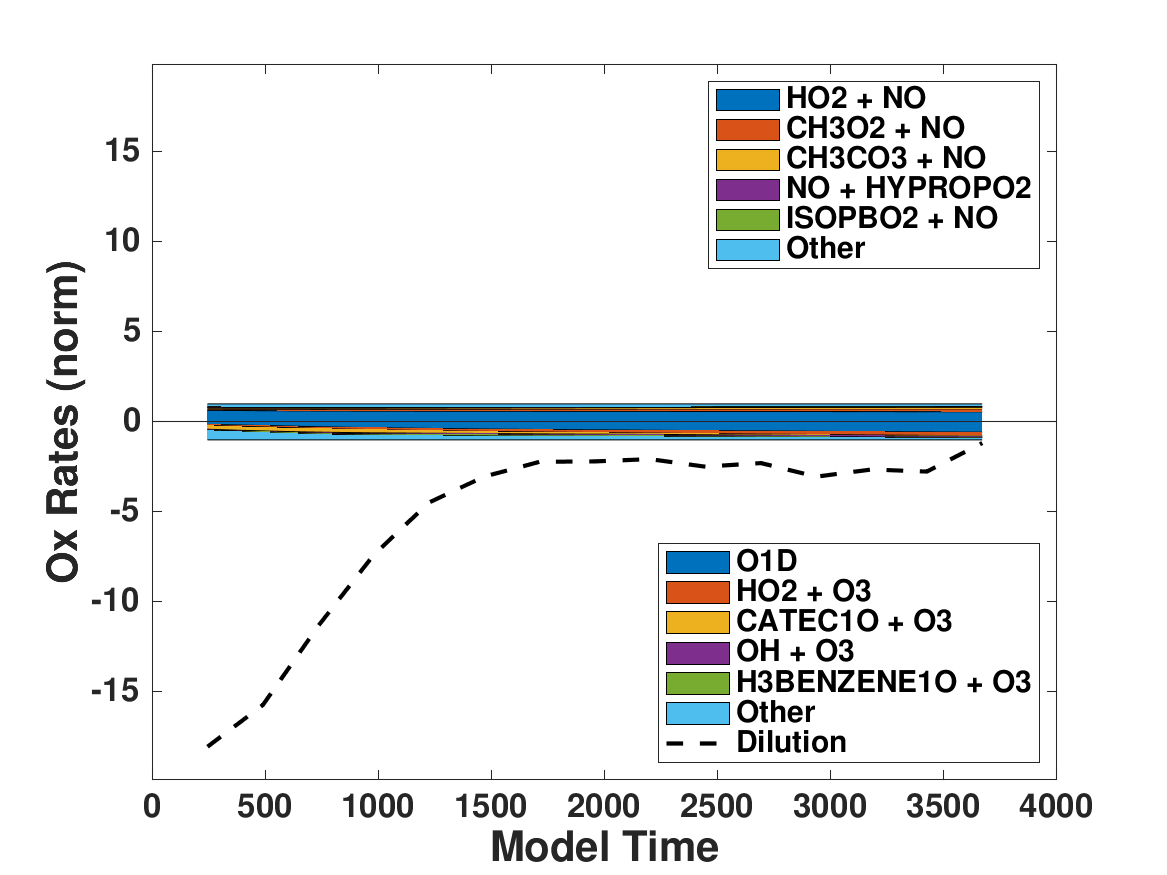 HO2 + NO
CH3O2 + NO
CH3CO3 + NO
NO + HYPROPO2
ISOPBO2 + NO
Other
15
10
5
0
-5
-10
-15
Ox Rates (norm)
O1D
HO2 + O3
CATEC1O + O3
OH + O3
H3BENZENE1O + O3
Other
Dilution
0 500 1000 1500 2000 2500 3000 3500 4000
Model Time